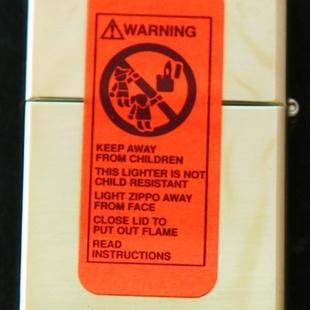 WARNING
KEEP AWAY
FROM CHILDREN
THIS LIGHTER IS NOT
CHILD RESISTANT
LIGHT ZIPPO AWAY
FROM FACE
CLOSE LID TO
PUT OUT FLAME
READ
INSTRUCTIONS